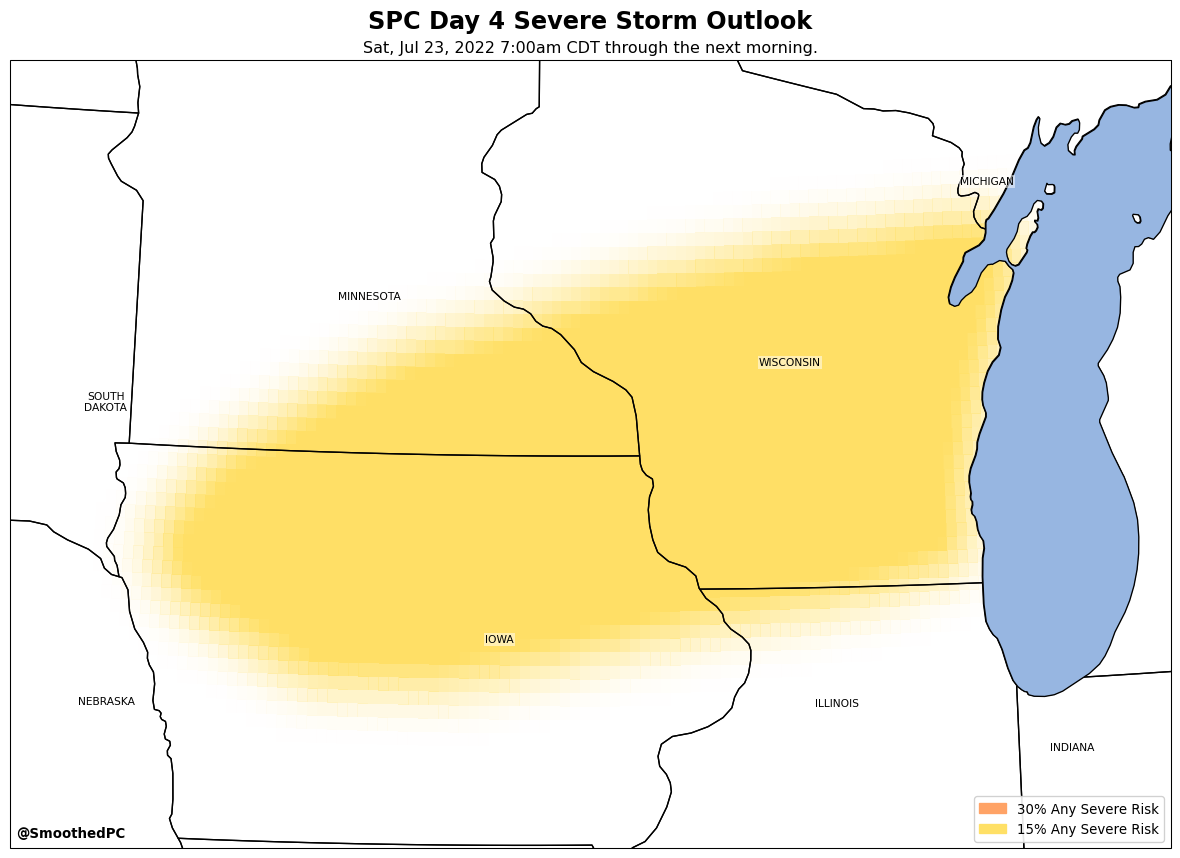 SPC Day 4 Severe Storm Outlook
Sat, Jul 23, 2022 7:00am CDT through the next morning.
MICHIGAN
MINNESOTA
WISCONSIN
SOUTH
DAKOTA
IOWA
NEBRASKA
ILLINOIS
INDIANA
30% Any Severe Risk
15% Any Severe Risk
@SmoothedPC